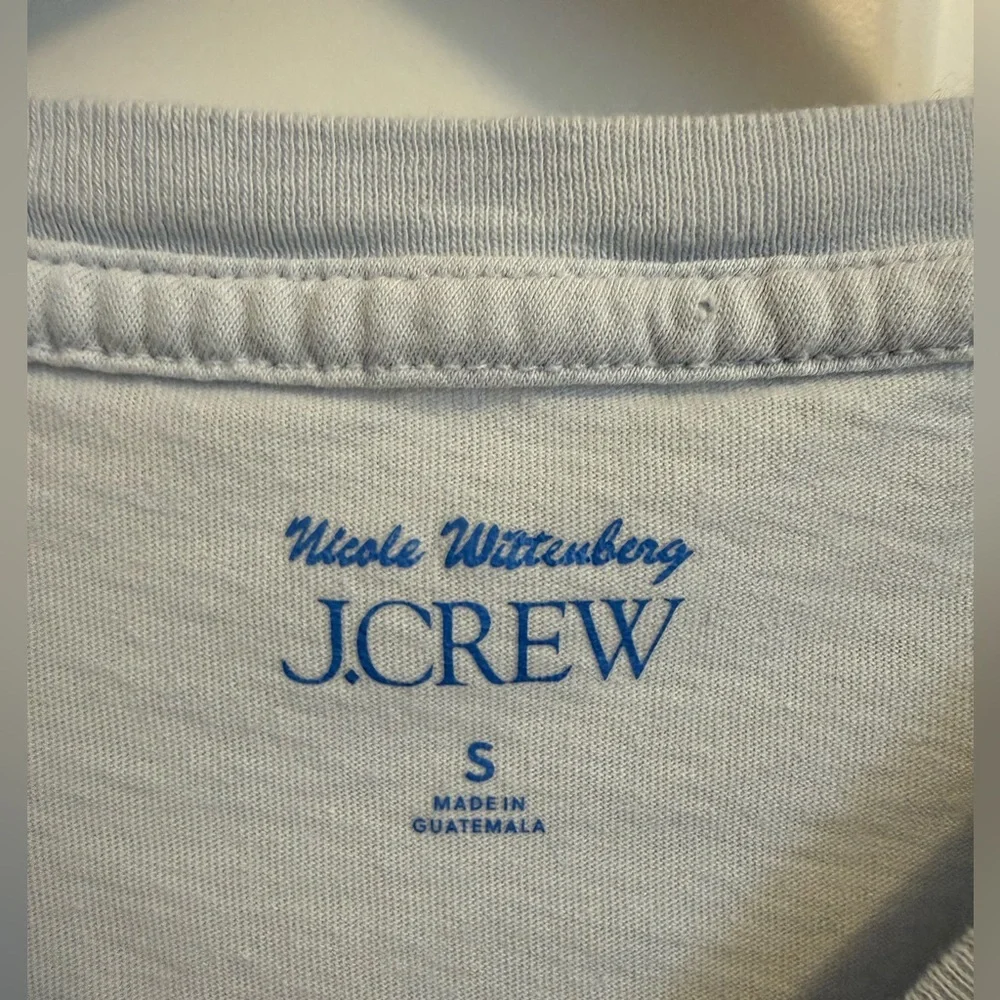 Nicole Wittenberg
J.CREW
S
MADE IN
GUATEMALA